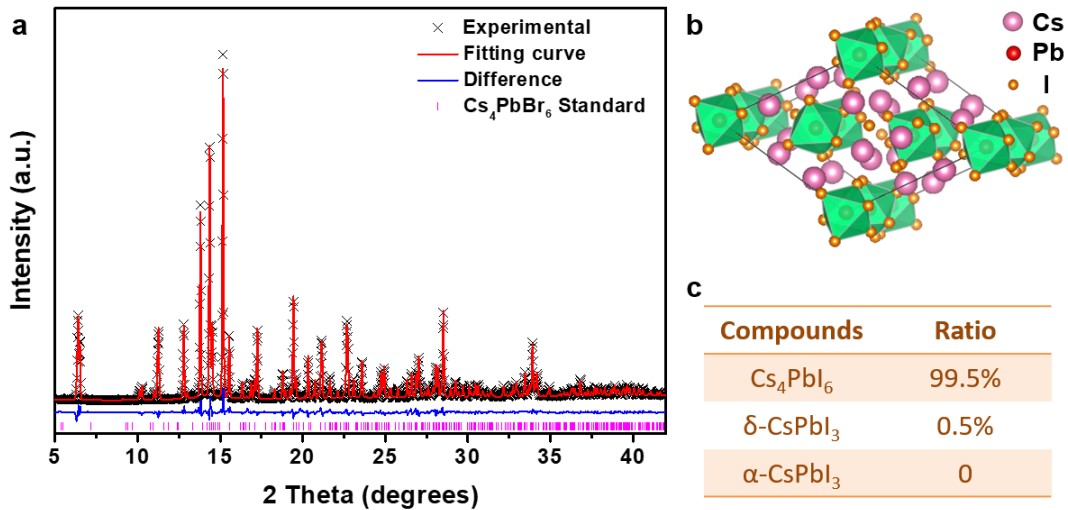 a
Experimental
Fitting curve
Difference
Cs₄PbBr₆ Standard
Intensity (a.u.)
5 10 15 20 25 30 35 40
2 Theta (degrees)
b
Cs
Pb
I
c
Compounds Ratio
Cs₄PbI₆ 99.5%
δ-CsPbI₃ 0.5%
α-CsPbI₃ 0